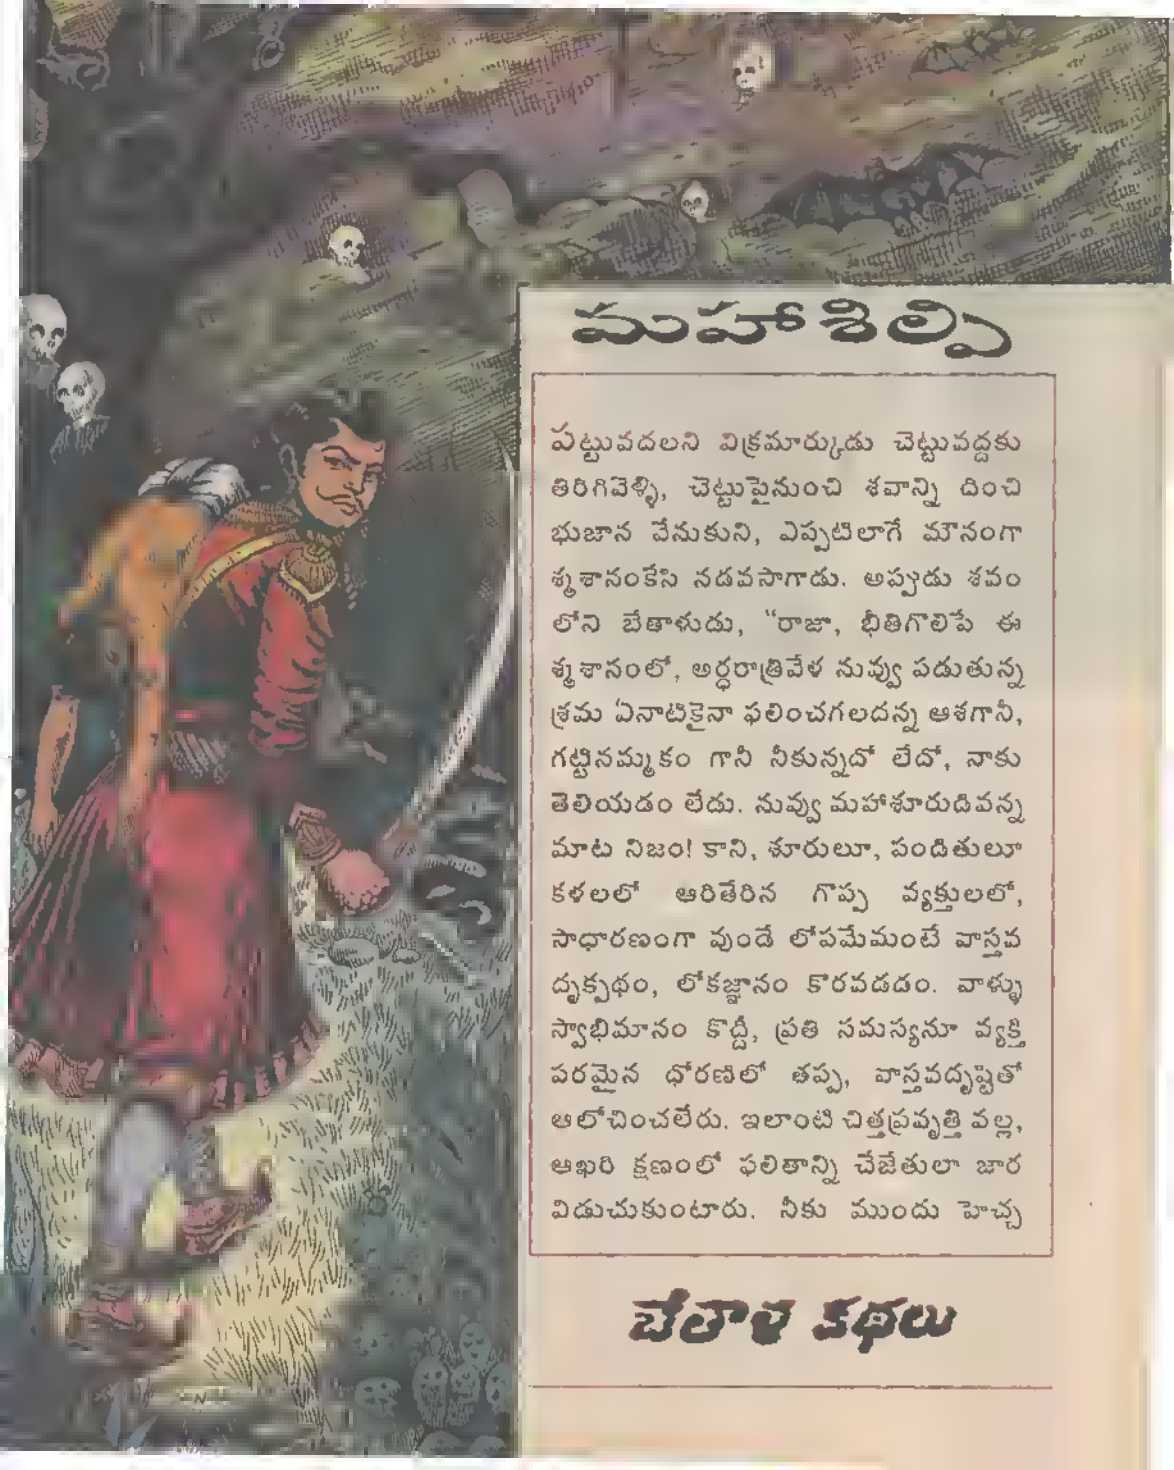 మహాశిల్పి
పట్టువదలని విక్రమార్కుడు చెట్టువద్దకు
తిరిగివెళ్ళి, చెట్టుపైనుంచి శవాన్ని దించి
భుజాన వేసుకుని, ఎప్పటిలాగే మౌనంగా
శ్మశానంకేసి నడవసాగాడు. అప్పుడు శవం
లోని బేతాళుడు, “రాజా, భీతిగొలిపే ఈ
శ్మశానంలో, అర్ధరాత్రివేళ నువ్వు పడుతున్న
శ్రమ ఏనాటికైనా ఫలించగలదన్న ఆశగానీ,
గట్టినమ్మకం గానీ నీకున్నదో లేదో, నాకు
తెలియడం లేదు. నువ్వు మహాశూరుడివన్న
మాట నిజం! కాని, శూరులూ, పండితులూ
కళలలో ఆరితేరిన గొప్ప వ్యక్తులలో,
సాధారణంగా వుండే లోపమేమంటే వాస్తవ
దృక్పథం, లోకజ్ఞానం కొరవడడం. వాళ్ళు
స్వాభిమానం కొద్దీ, ప్రతి సమస్యనూ వ్యక్తి
పరమైన ధోరణిలో తప్ప, వాస్తవదృష్టితో
ఆలోచించలేరు. ఇలాంటి చిత్తప్రవృత్తి వల్ల,
ఆఖరి క్షణంలో ఫలితాన్ని చేజేతులా జార
విడుచుకుంటారు. నీకు ముందు హెచ్చ
బేతాళ కథలు